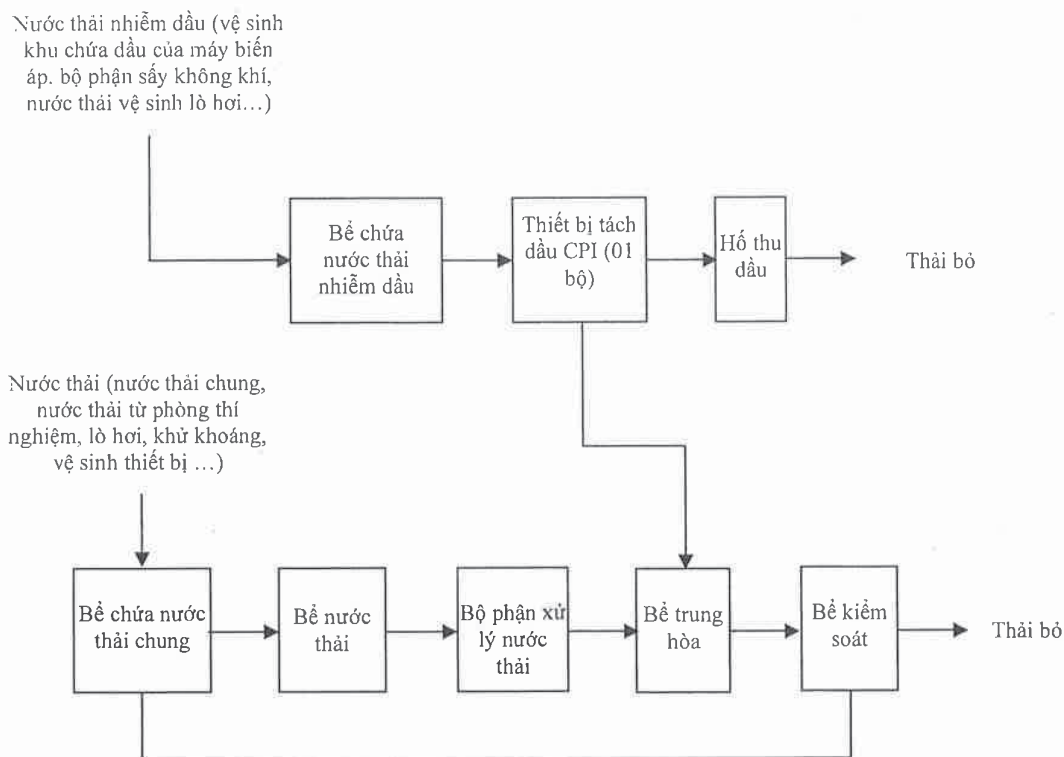 Nước thải nhiễm dầu (vệ sinh
khu chứa dầu của máy biến
áp. bộ phận sấy không khí,
nước thải vệ sinh lò hơi…)
Bể chứa
nước thải
nhiễm dầu
Thiết bị tách
dầu CPI (01
bộ)
Hố thu
dầu
Thải bỏ
Nước thải (nước thải chung,
nước thải từ phòng thí
nghiệm, lò hơi, khử khoáng,
vệ sinh thiết bị …)
Bể chứa nước
thải chung
Bể nước
thải
Bộ phận xử
lý nước
thải
Bể trung
hòa
Bể kiểm
soát
Thải bỏ